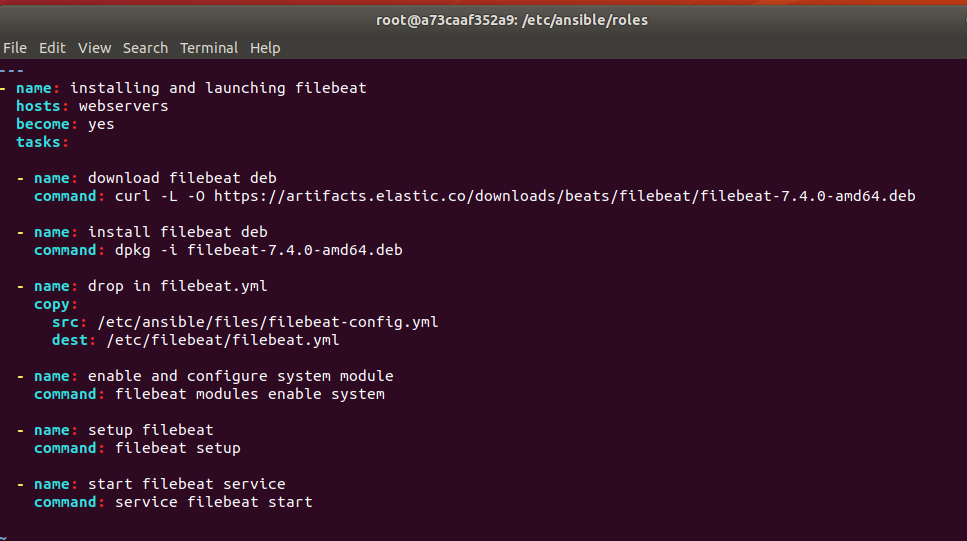 root@a73caaf352a9: /etc/ansible/roles
File Edit View Search Terminal Help
---
- name: installing and launching filebeat
  hosts: webservers
  become: yes
  tasks:

  - name: download filebeat deb
    command: curl -L -O https://artifacts.elastic.co/downloads/beats/filebeat/filebeat-7.4.0-amd64.deb

  - name: install filebeat deb
    command: dpkg -i filebeat-7.4.0-amd64.deb

  - name: drop in filebeat.yml
    copy:
      src: /etc/ansible/files/filebeat-config.yml
      dest: /etc/filebeat/filebeat.yml

  - name: enable and configure system module
    command: filebeat modules enable system

  - name: setup filebeat
    command: filebeat setup

  - name: start filebeat service
    command: service filebeat start

~